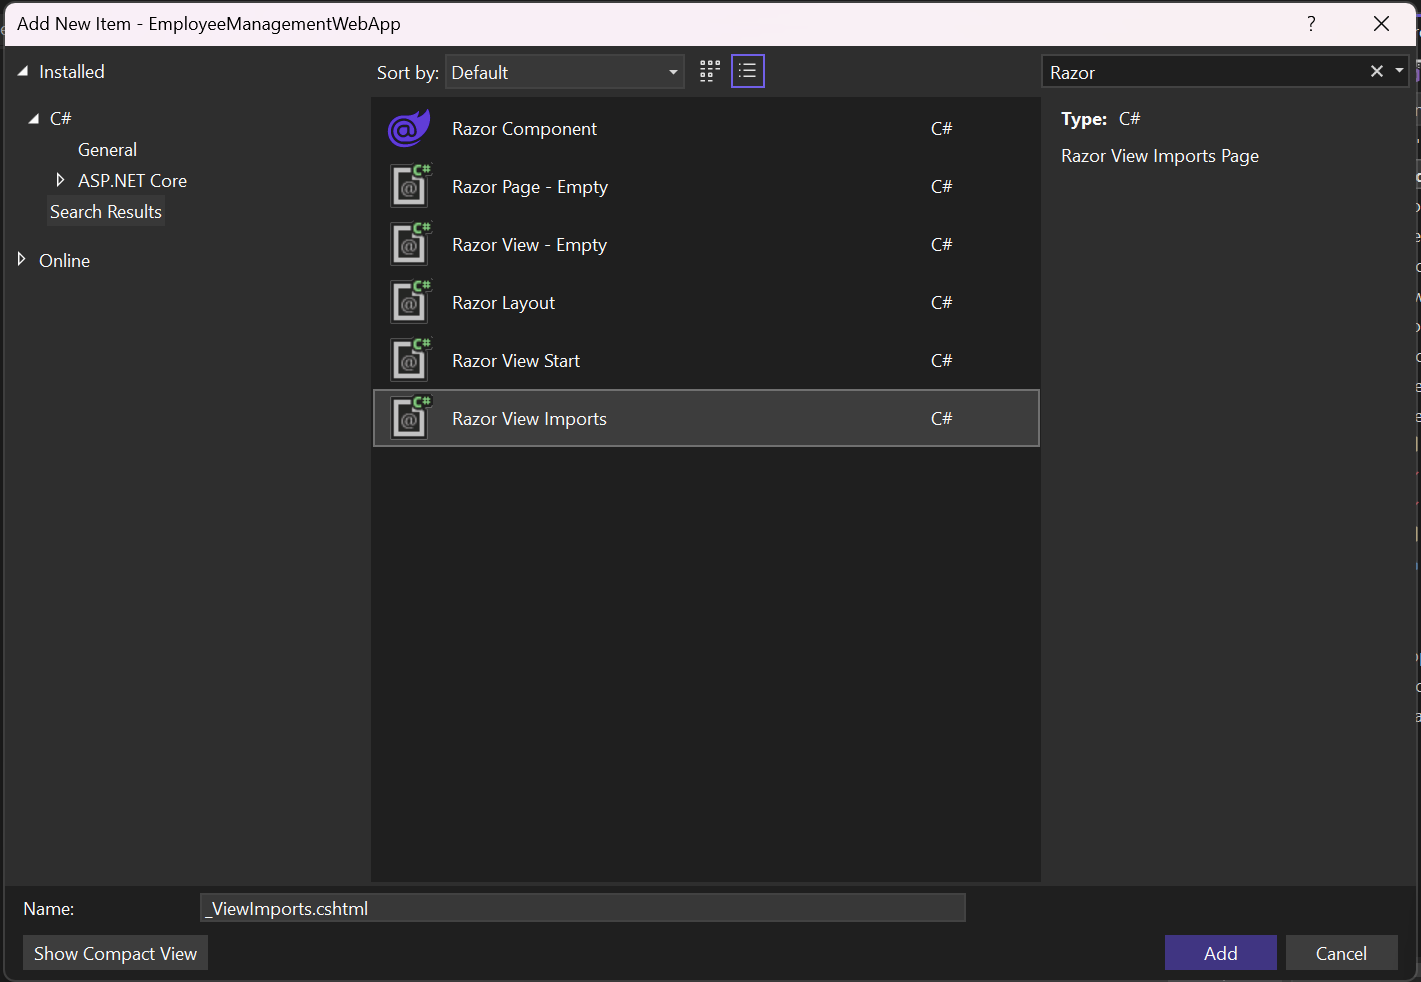 Add New Item - EmployeeManagementWebApp
?
Installed
C#
General
ASP.NET Core
Search Results
Online
Sort by: Default
Razor
Razor Component C#
Razor Page - Empty C#
Razor View - Empty C#
Razor Layout C#
Razor View Start C#
Razor View Imports C#
Type: C#
Razor View Imports Page
Name: _ViewImports.cshtml
Show Compact View
Add
Cancel